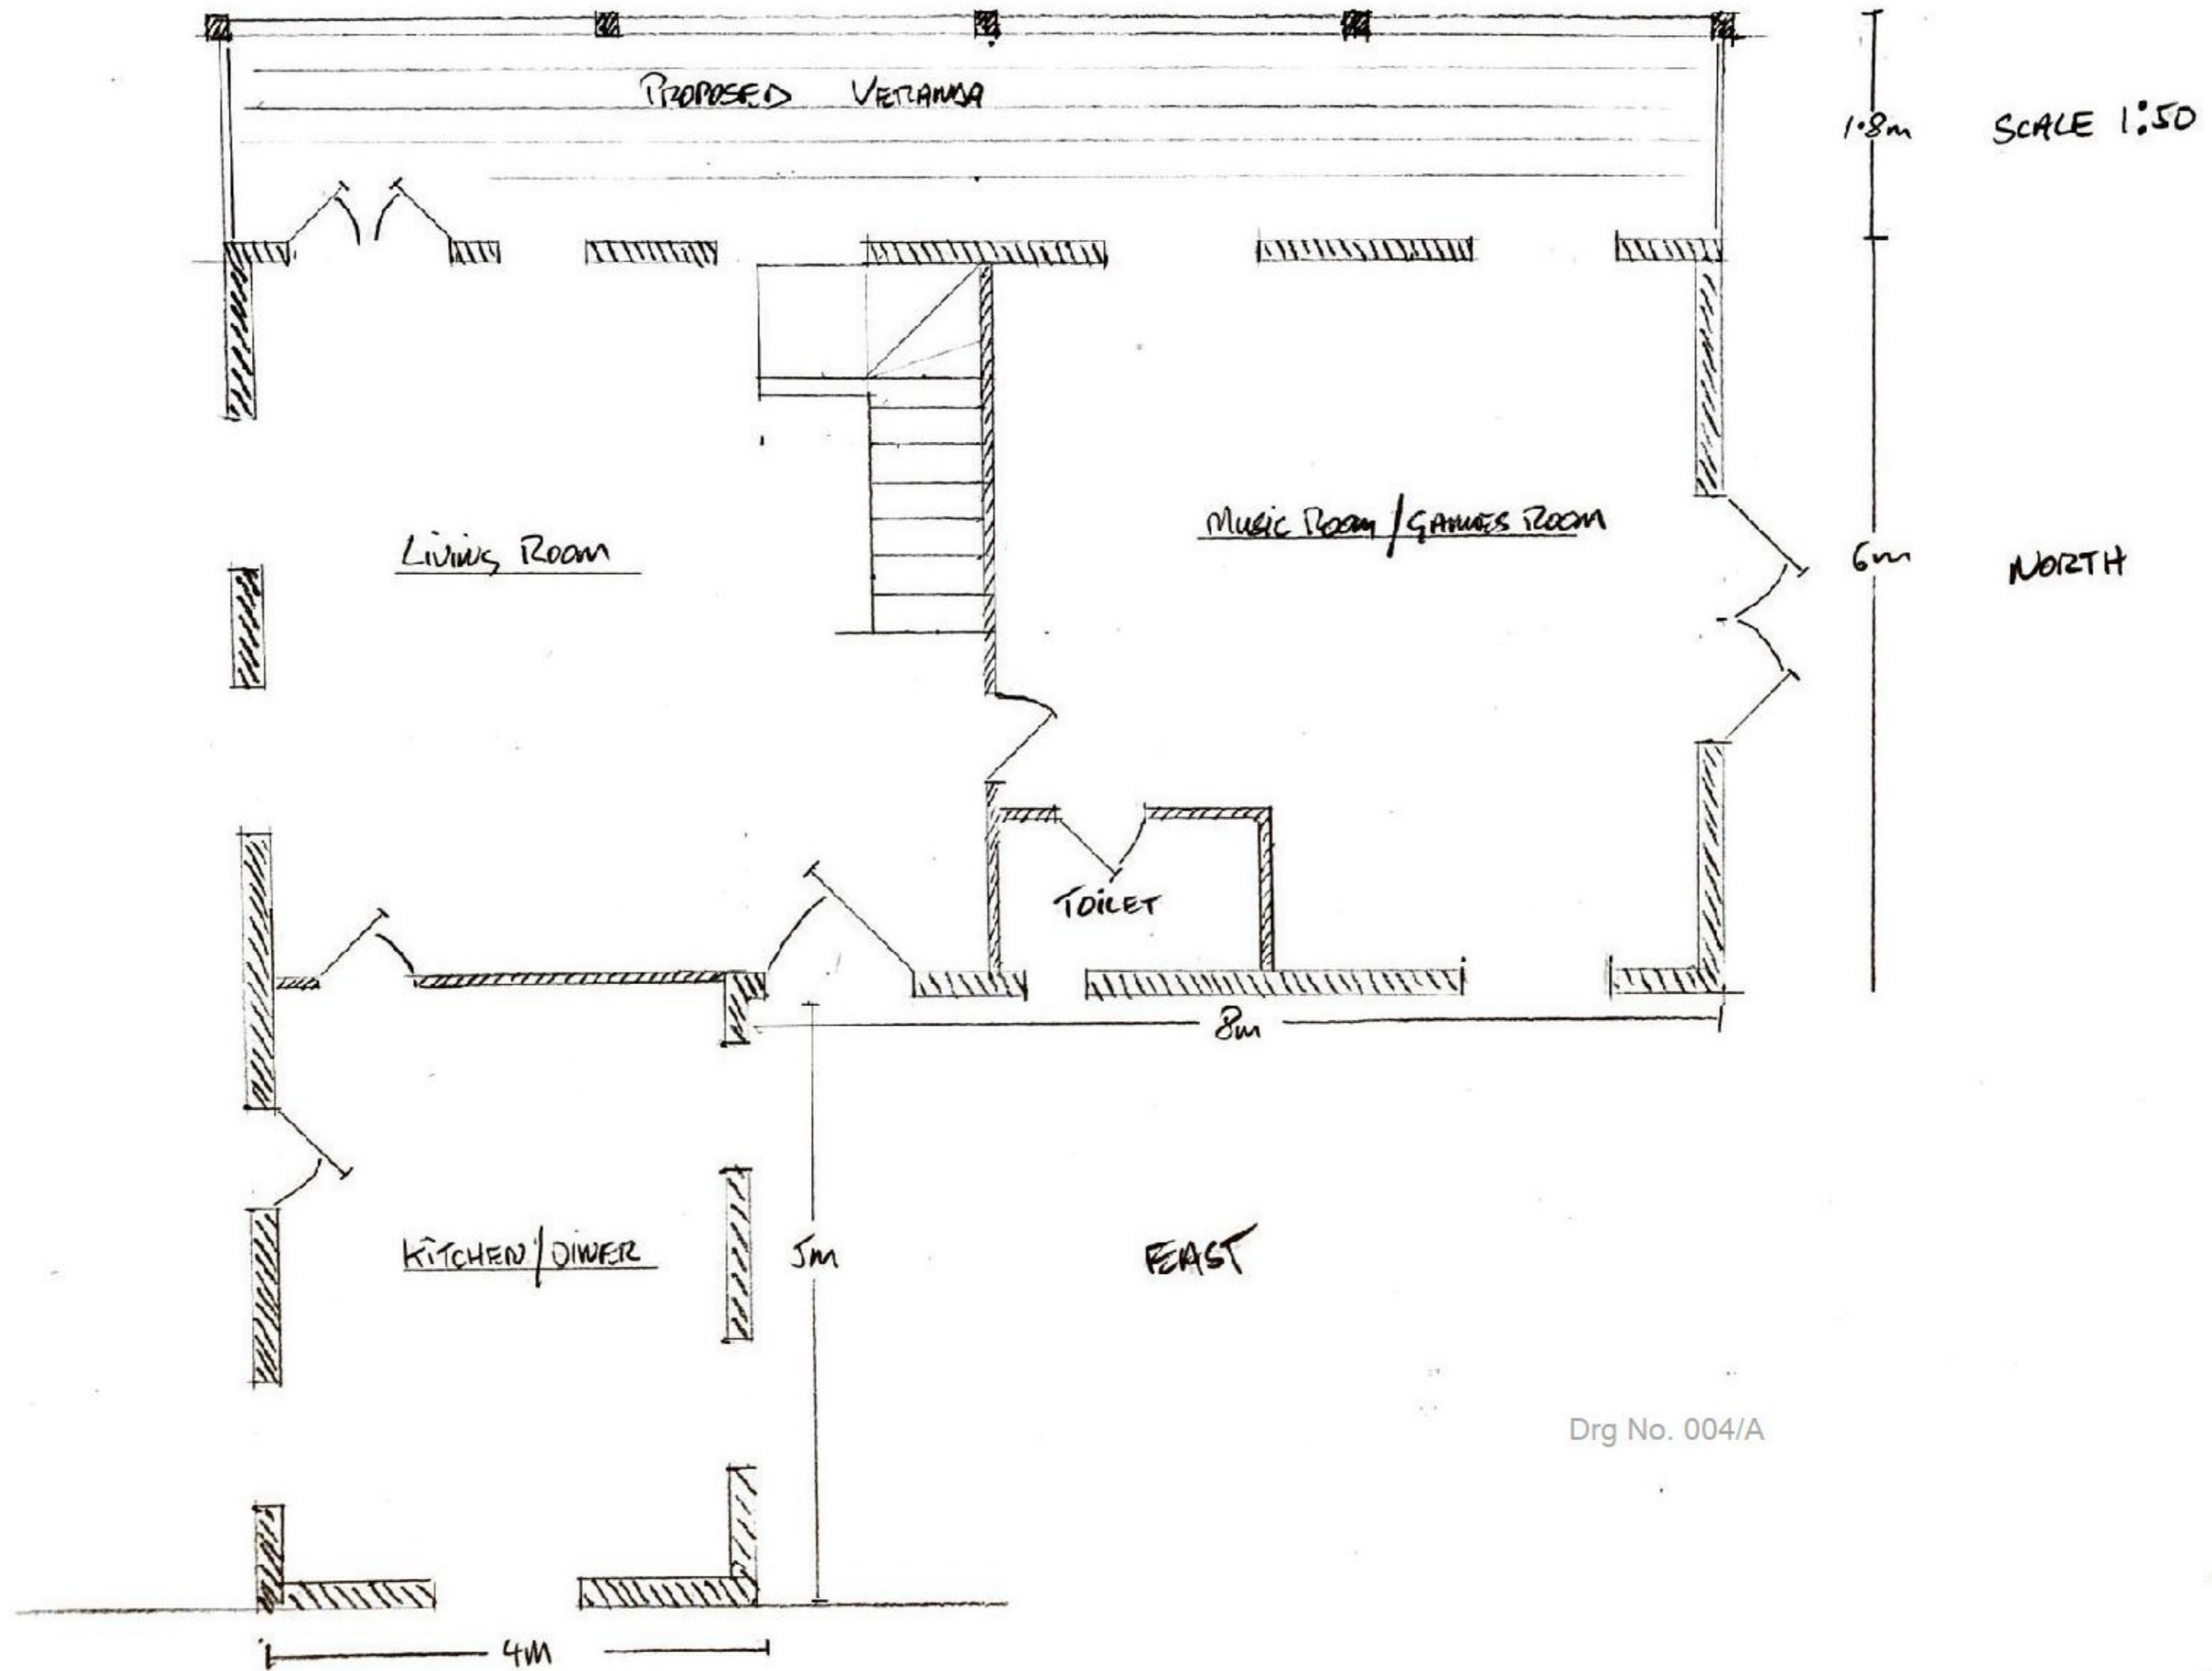 PROPOSED VERANDA
1.8m
SCALE 1:50
Living Room
Music Room/GAMES ROOM
6m
NORTH
TOILET
8m
KITCHEN/DINER
5m
EAST
Drg No. 004/A
4M